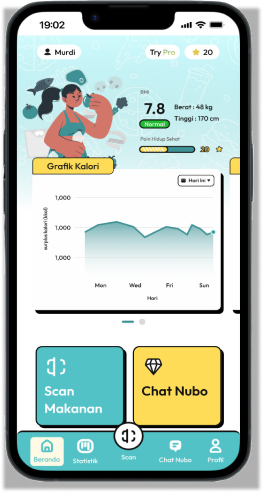 19:02
Murdi
Try Pro
20
BMI
7.8
Berat : 48 kg
Normal
Tinggi : 170 cm
Poin Hidup Sehat
20
Grafik Kalori
Hari Ini
1,000
1,000
1,000
surplus kalori (kkal)
Mon Wed Fri Sun
Hari
Scan
Makanan
Chat Nubo
Beranda
Statistik
Scan
Chat Nubo
Profil